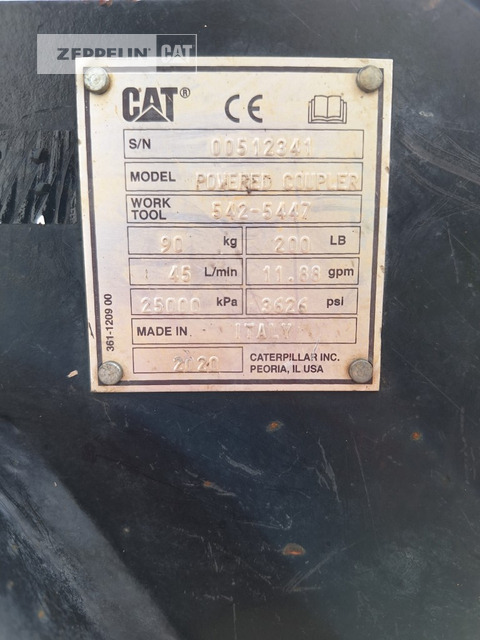 ZEPPELIN CAT
CAT® CE
S/N 00512341
MODEL POWERED COUPLER
WORK TOOL 542-5447
90 kg 200 LB
45 L/min 11.88 gpm
25000 kPa 3626 psi
MADE IN ITALY
2020 CATERPILLAR INC.
PEORIA, IL USA
361-1209 00